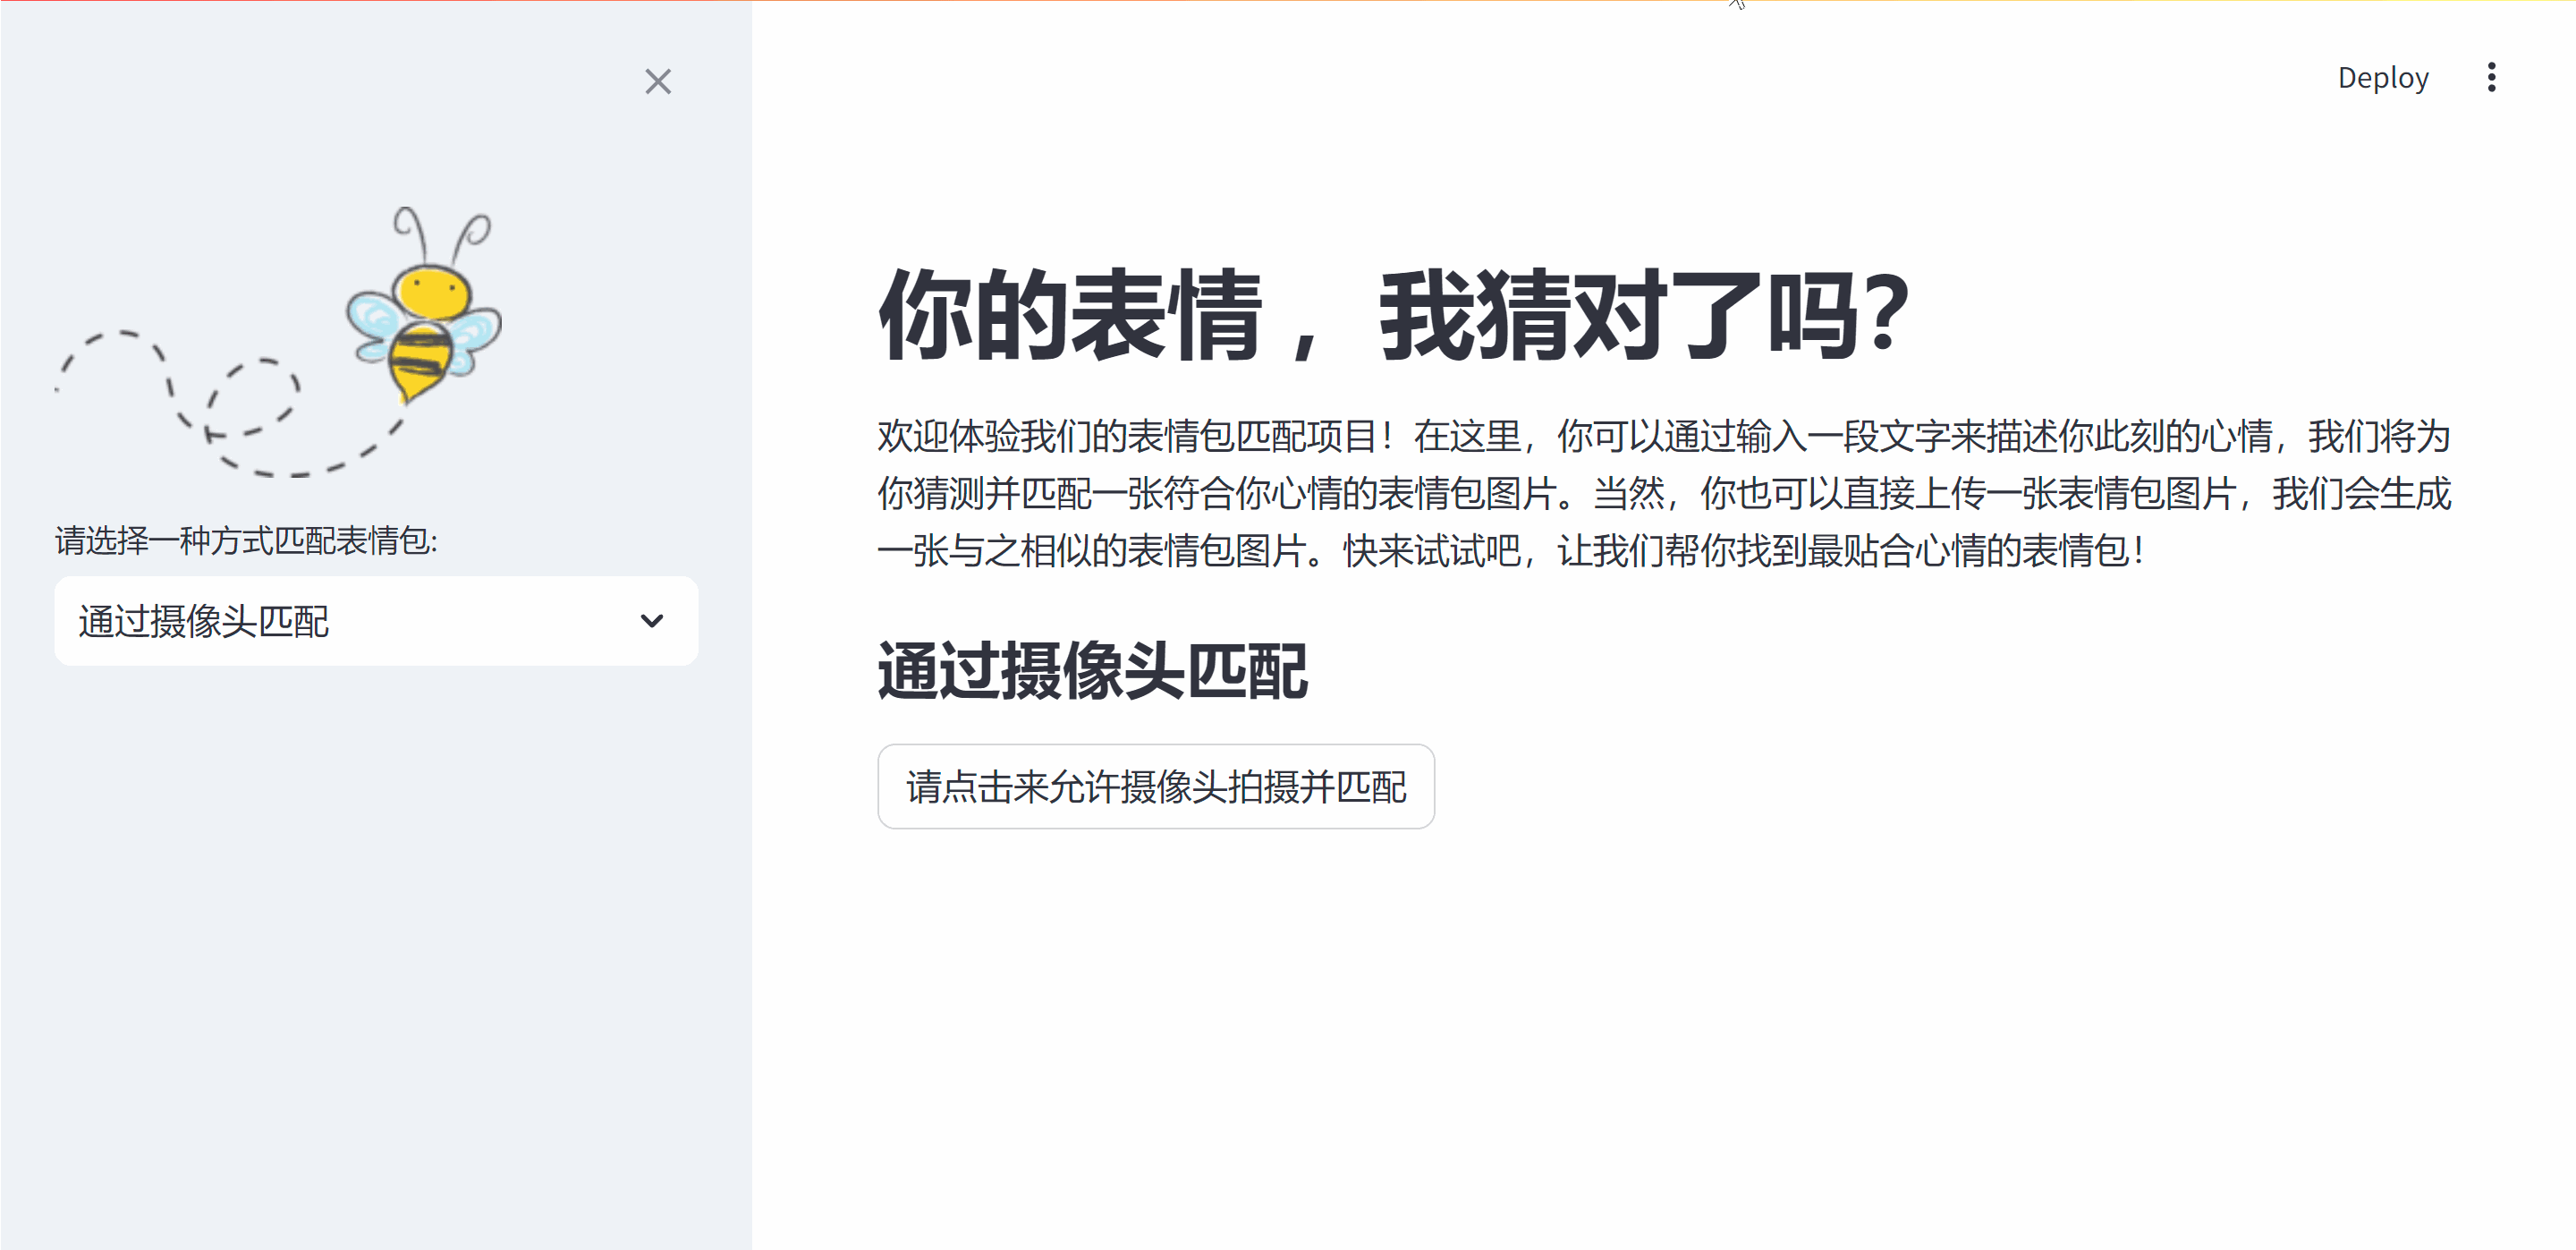 Deploy
请选择一种方式匹配表情包:
通过摄像头匹配
你的表情，我猜对了吗？
欢迎体验我们的表情包匹配项目！在这里，你可以通过输入一段文字来描述你此刻的心情，我们将为
你猜测并匹配一张符合你心情的表情包图片。当然，你也可以直接上传一张表情包图片，我们会生成
一张与之相似的表情包图片。快来试试吧，让我们帮你找到最贴合心情的表情包！
通过摄像头匹配
请点击来允许摄像头拍摄并匹配